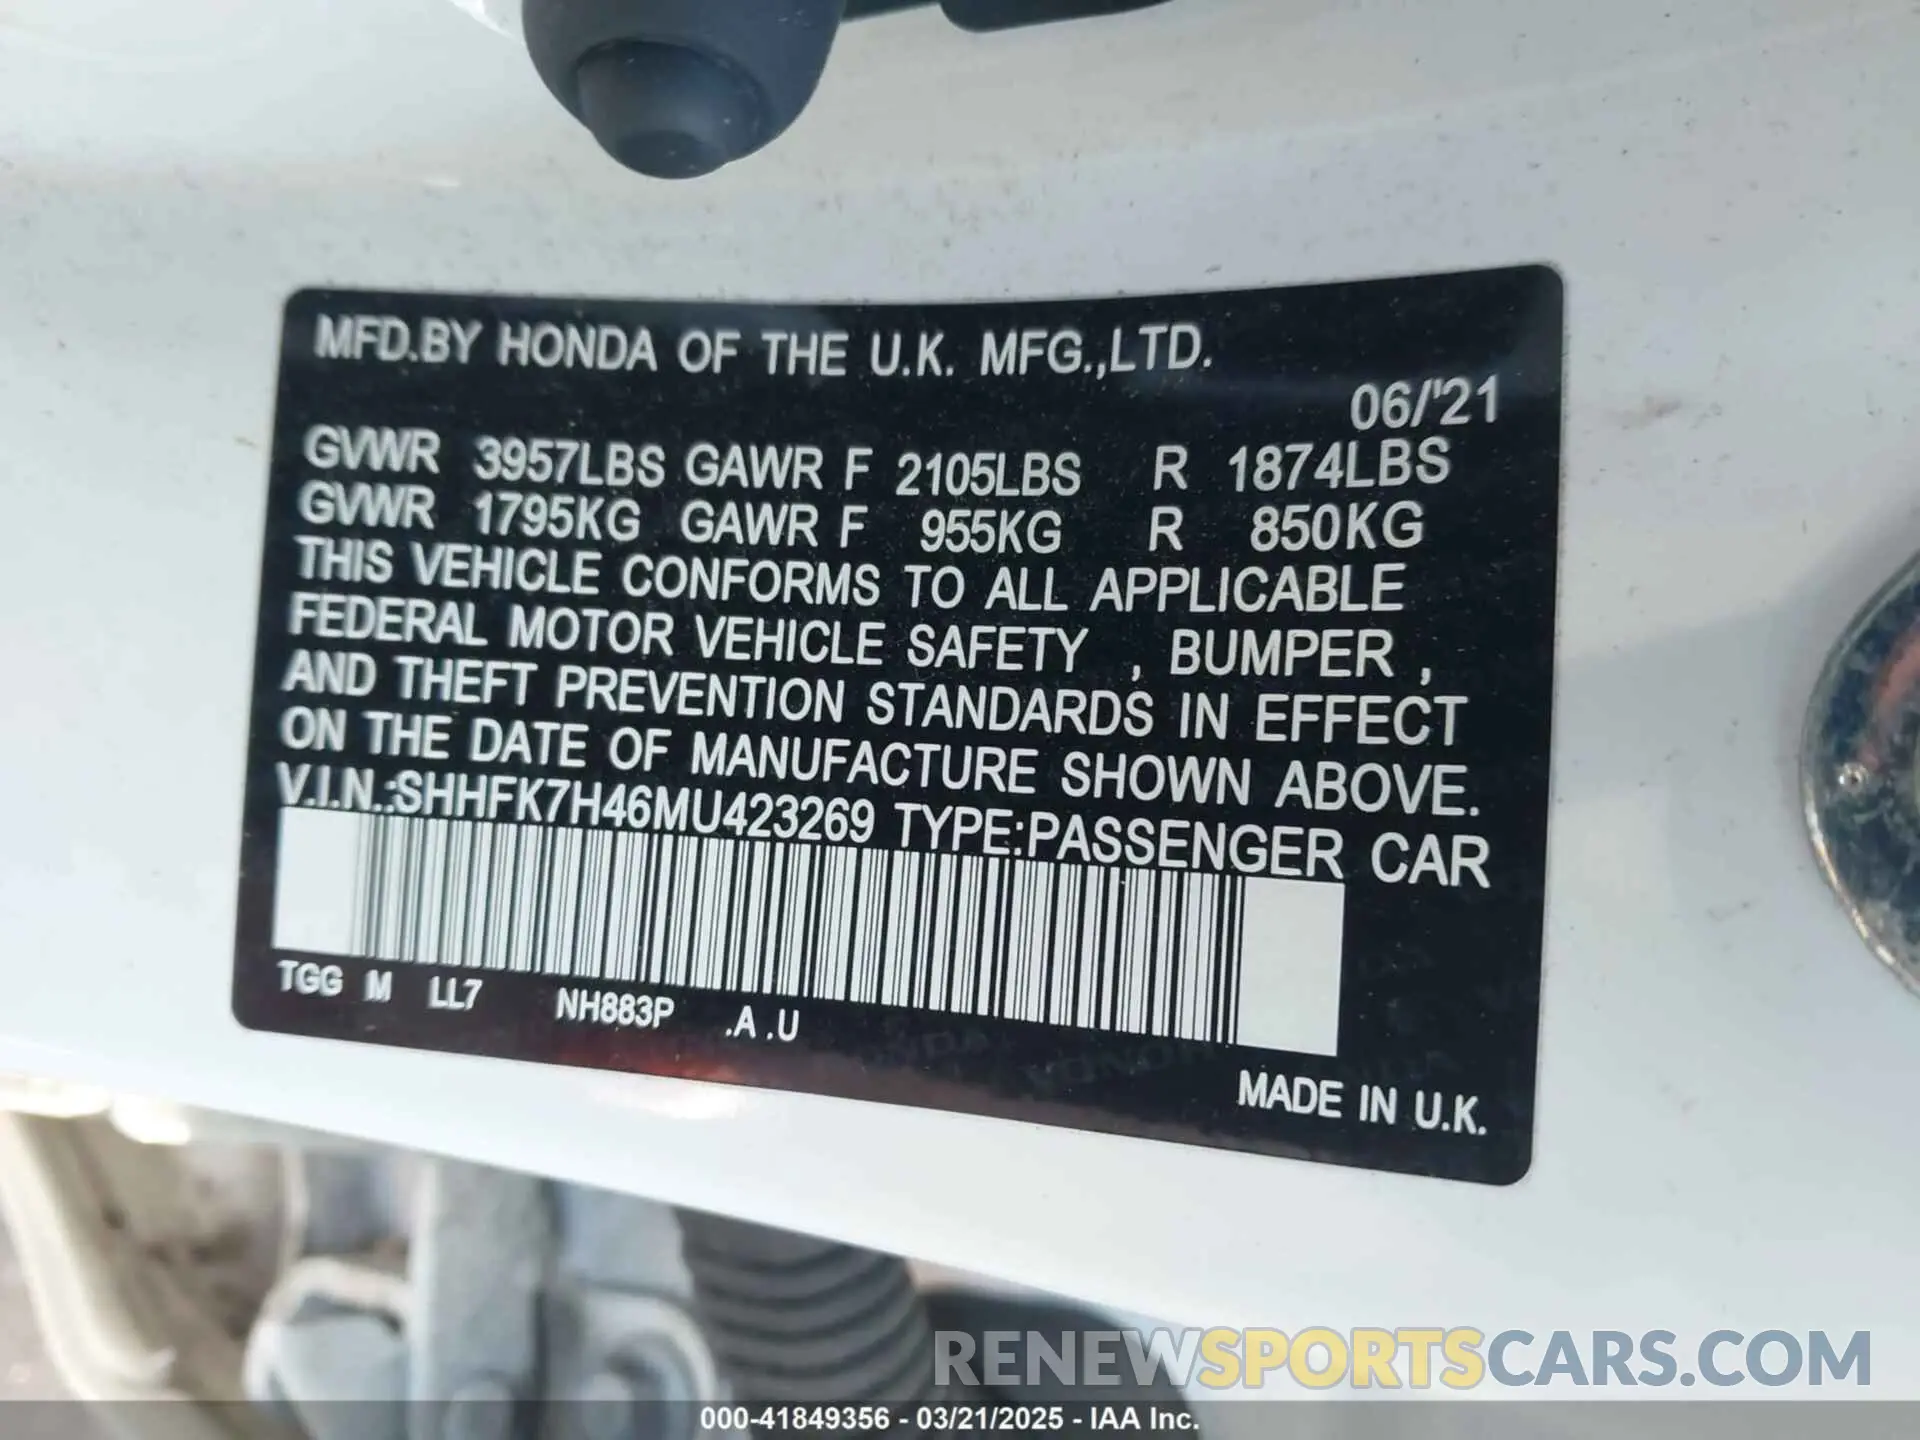 MFD.BY HONDA OF THE U.K. MFG.,LTD.
06/'21
GVWR 3957LBS GAWR F 2105LBS R 1874LBS
GVWR 1795KG GAWR F 955KG R 850KG
THIS VEHICLE CONFORMS TO ALL APPLICABLE
FEDERAL MOTOR VEHICLE SAFETY , BUMPER ,
AND THEFT PREVENTION STANDARDS IN EFFECT
ON THE DATE OF MANUFACTURE SHOWN ABOVE.
V.I.N.:SHHFK7H46MU423269 TYPE:PASSENGER CAR
TGG M LL7 NH883P .A .U
MADE IN U.K.
RENEWSPORTSCARS.COM
000-41849356 - 03/21/2025 - IAA Inc.